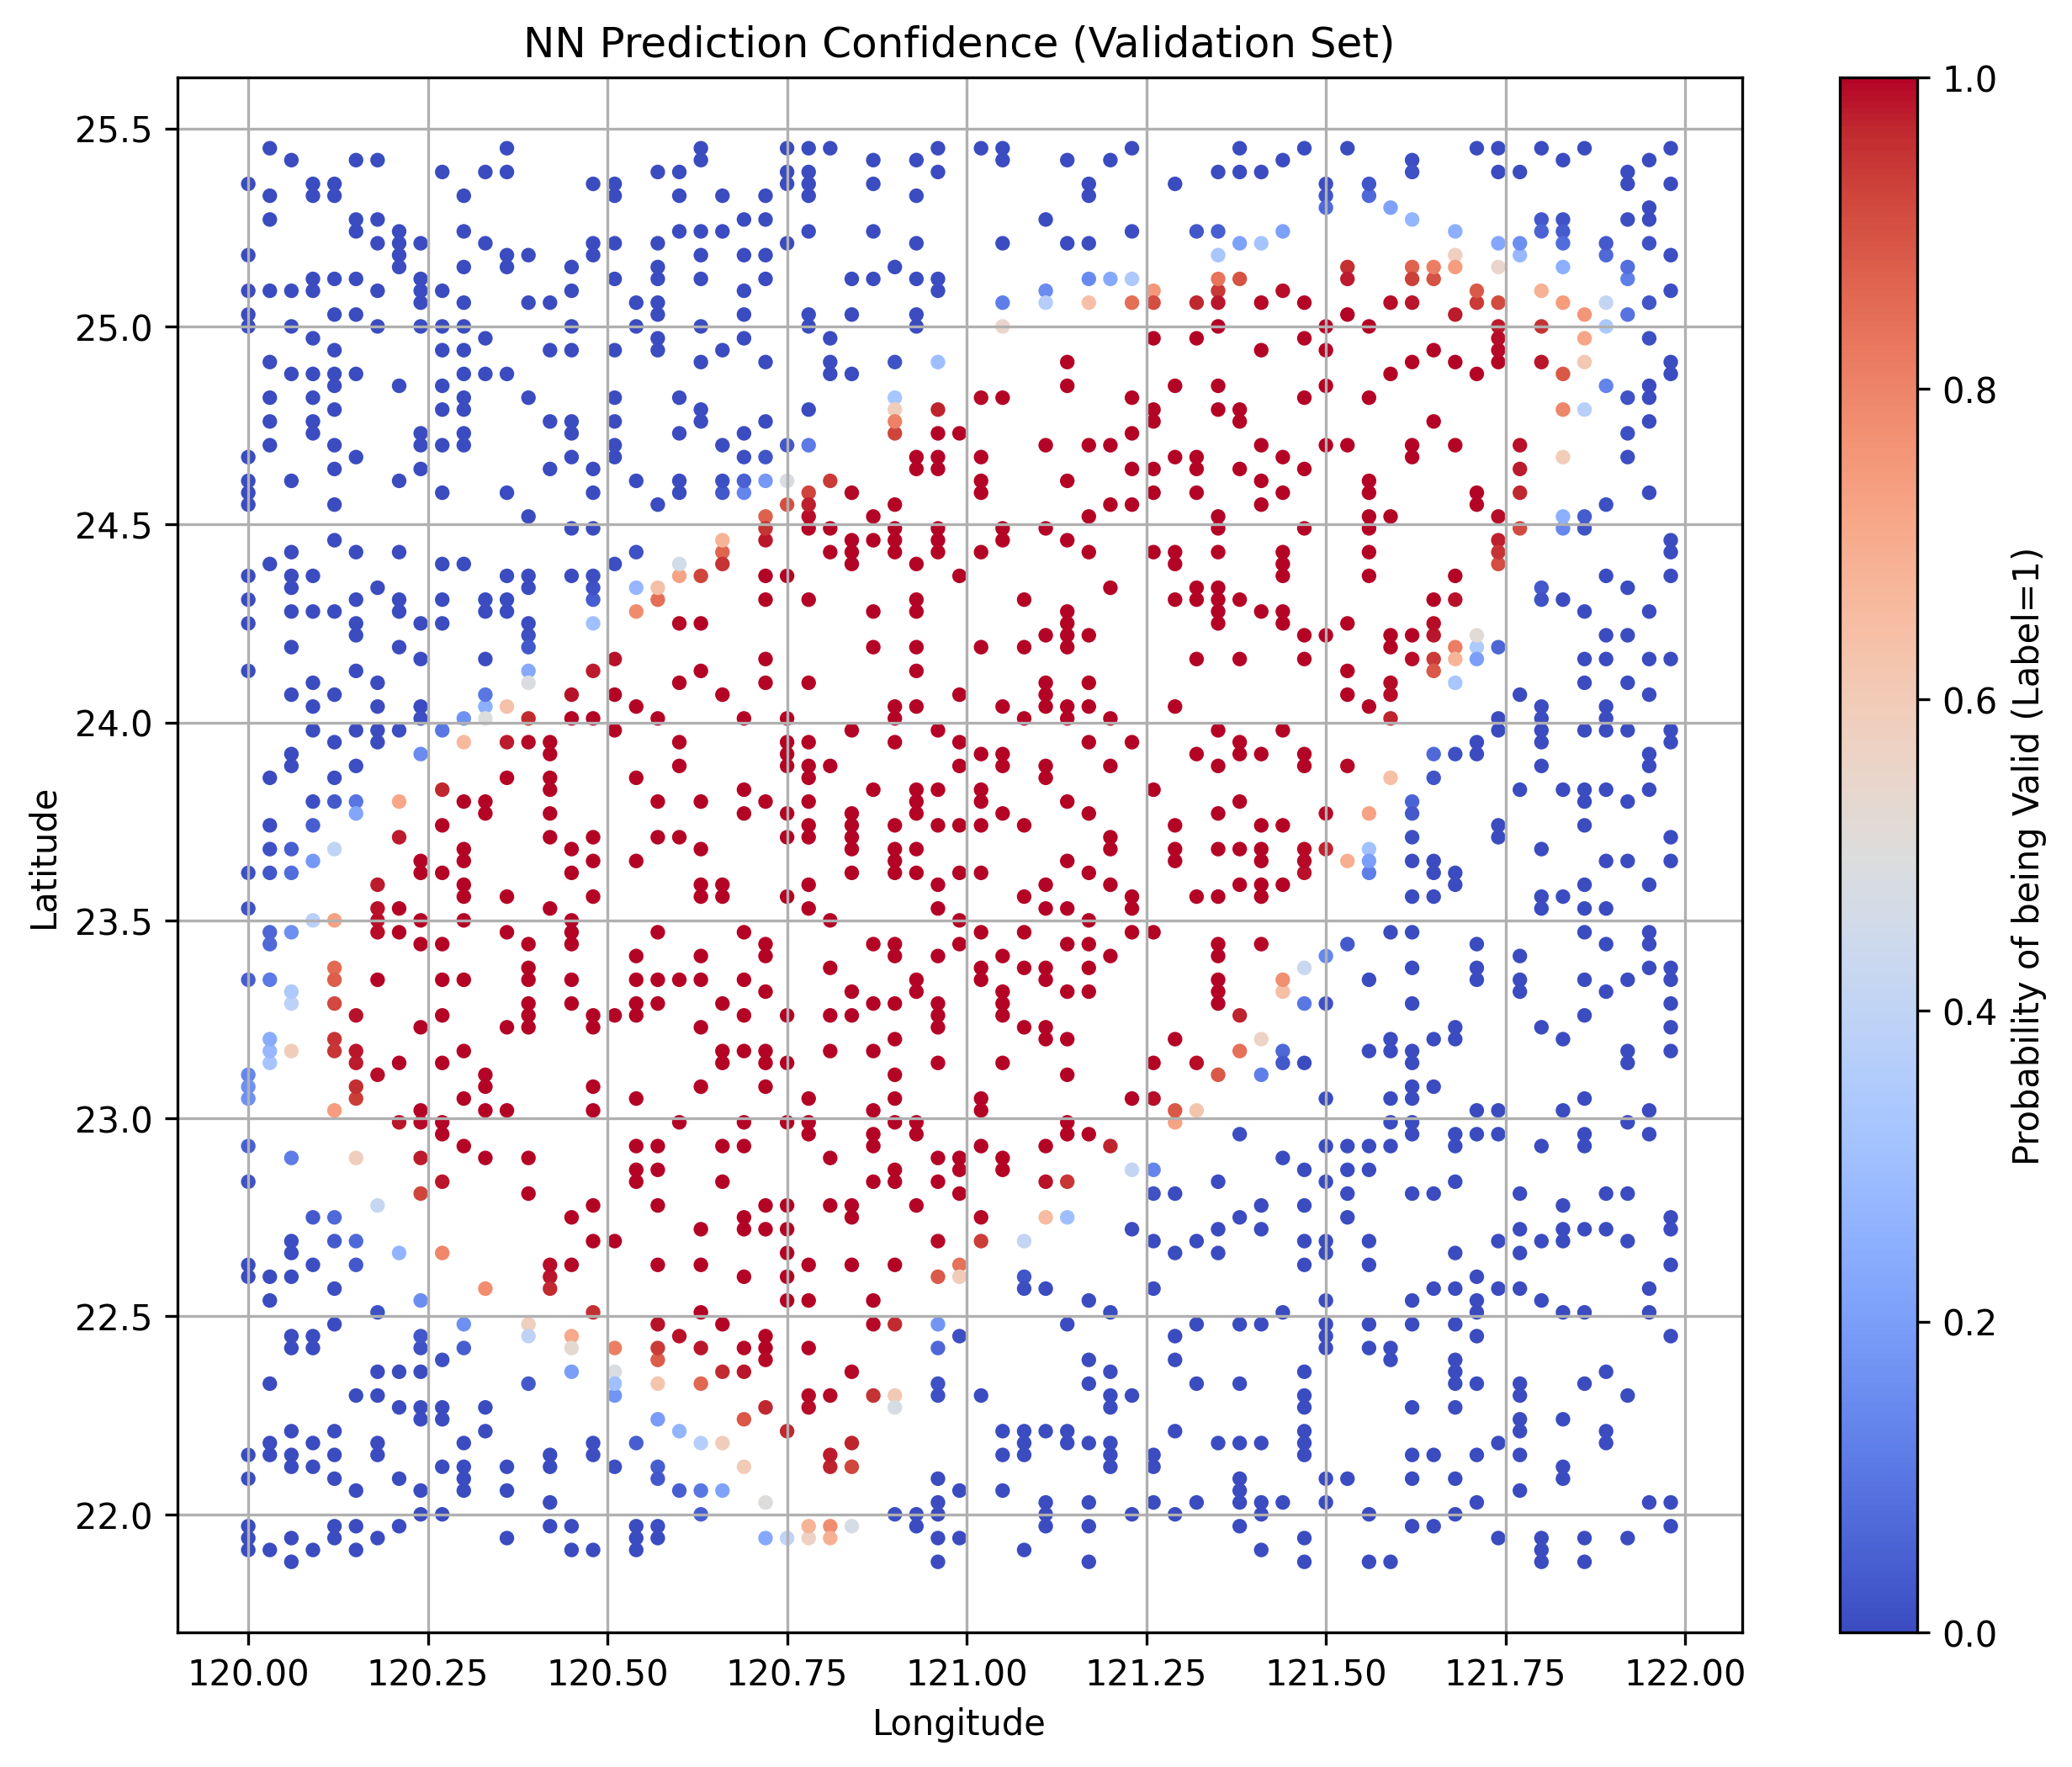 NN Prediction Confidence (Validation Set)
25.5
25.0
24.5
24.0
23.5
23.0
22.5
22.0
Latitude
120.00 120.25 120.50 120.75 121.00 121.25 121.50 121.75 122.00
Longitude
1.0
0.8
0.6
0.4
0.2
0.0
Probability of being Valid (Label=1)